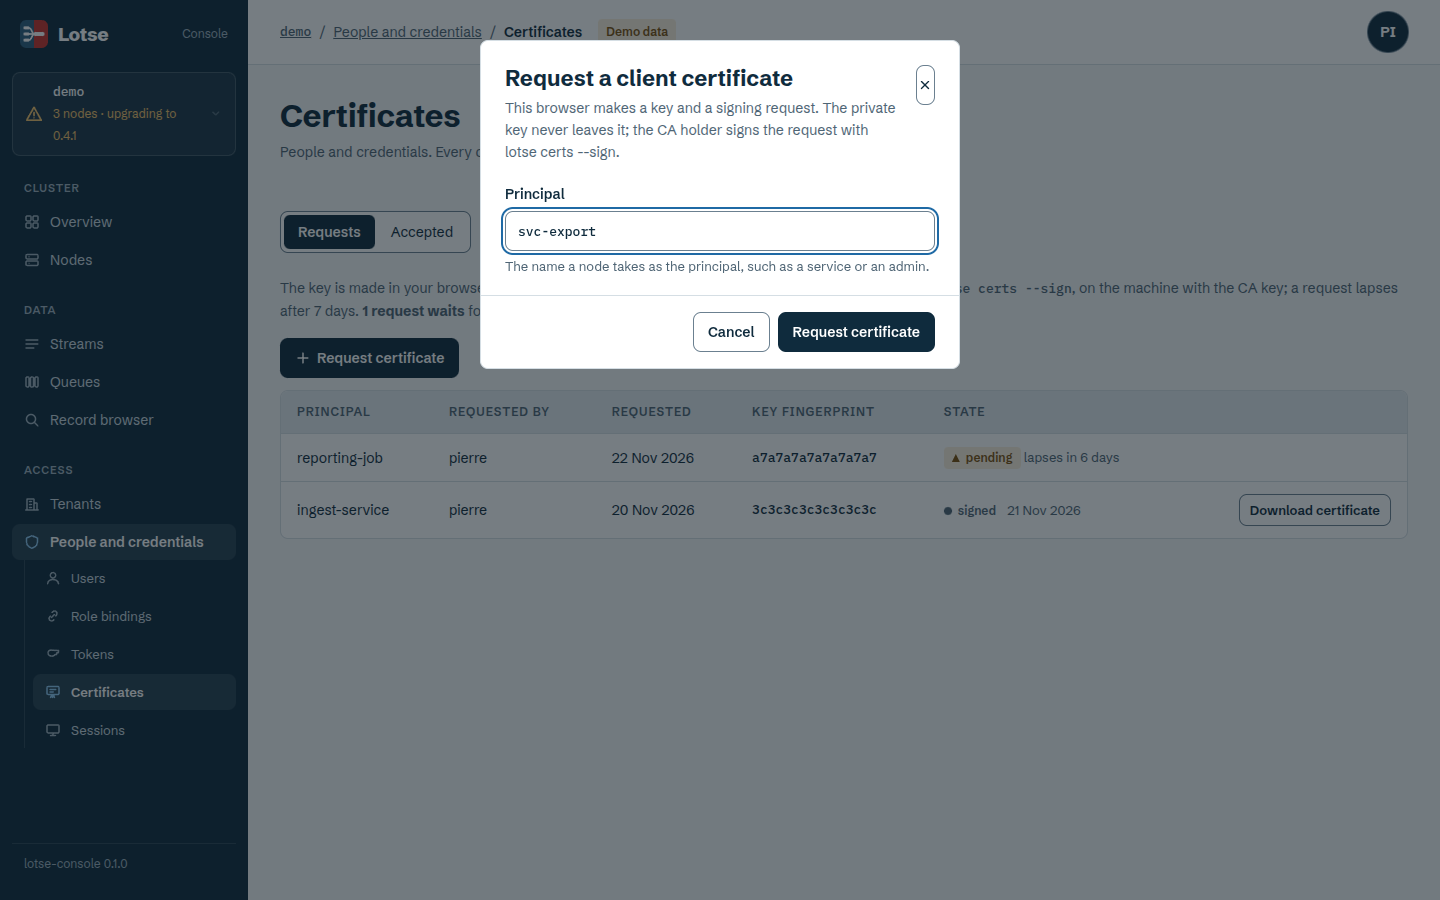 Lotse
Console
demo
3 nodes · upgrading to
0.4.1
CLUSTER
Overview
Nodes
DATA
Streams
Queues
Record browser
ACCESS
Tenants
People and credentials
Users
Role bindings
Tokens
Certificates
Sessions
lotse-console 0.1.0
demo / People and credentials / Certificates Demo data
PI
Certificates
People and credentials. Every
Requests Accepted
The key is made in your browse
certs --sign, on the machine with the CA key; a request lapses
after 7 days. 1 request waits
+ Request certificate
PRINCIPAL REQUESTED BY REQUESTED KEY FINGERPRINT STATE
reporting-job pierre 22 Nov 2026 a7a7a7a7a7a7a7a7 ▲ pending lapses in 6 days
ingest-service pierre 20 Nov 2026 3c3c3c3c3c3c3c3c ● signed 21 Nov 2026 Download certificate
Request a client certificate
×
This browser makes a key and a signing request. The private
key never leaves it; the CA holder signs the request with
lotse certs --sign.
Principal
svc-export
The name a node takes as the principal, such as a service or an admin.
Cancel Request certificate